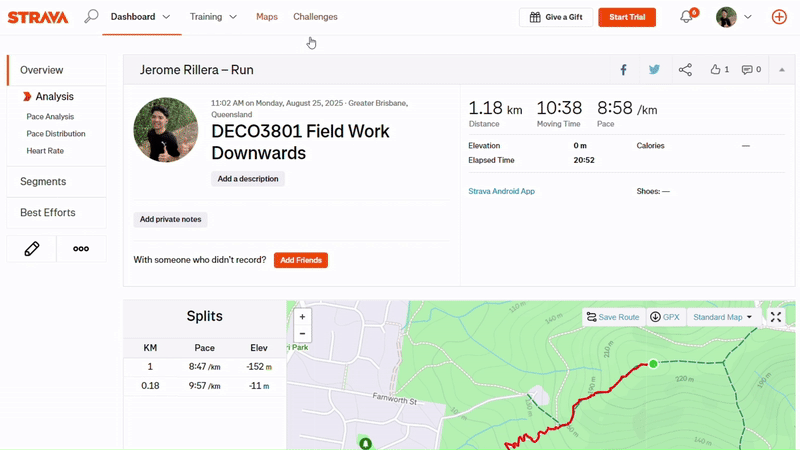 STRAVA
Dashboard
Training
Maps
Challenges
Give a Gift
Start Trial
6
Overview
Analysis
Pace Analysis
Pace Distribution
Heart Rate
Segments
Best Efforts
Jerome Rillera – Run
1
0
11:02 AM on Monday, August 25, 2025 · Greater Brisbane,
Queensland
DECO3801 Field Work
Downwards
Add a description
Add private notes
With someone who didn't record?
Add Friends
1.18 km
10:38
8:58 /km
Distance
Moving Time
Pace
Elevation
0 m
Calories
—
Elapsed Time
20:52
Strava Android App
Shoes: —
Splits
KM
Pace
Elev
1
8:47 /km
-152 m
0.18
9:57 /km
-11 m
+
−
Save Route
GPX
Standard Map
ri Park
Farnworth St
210 m
190 m
220 m
190 m